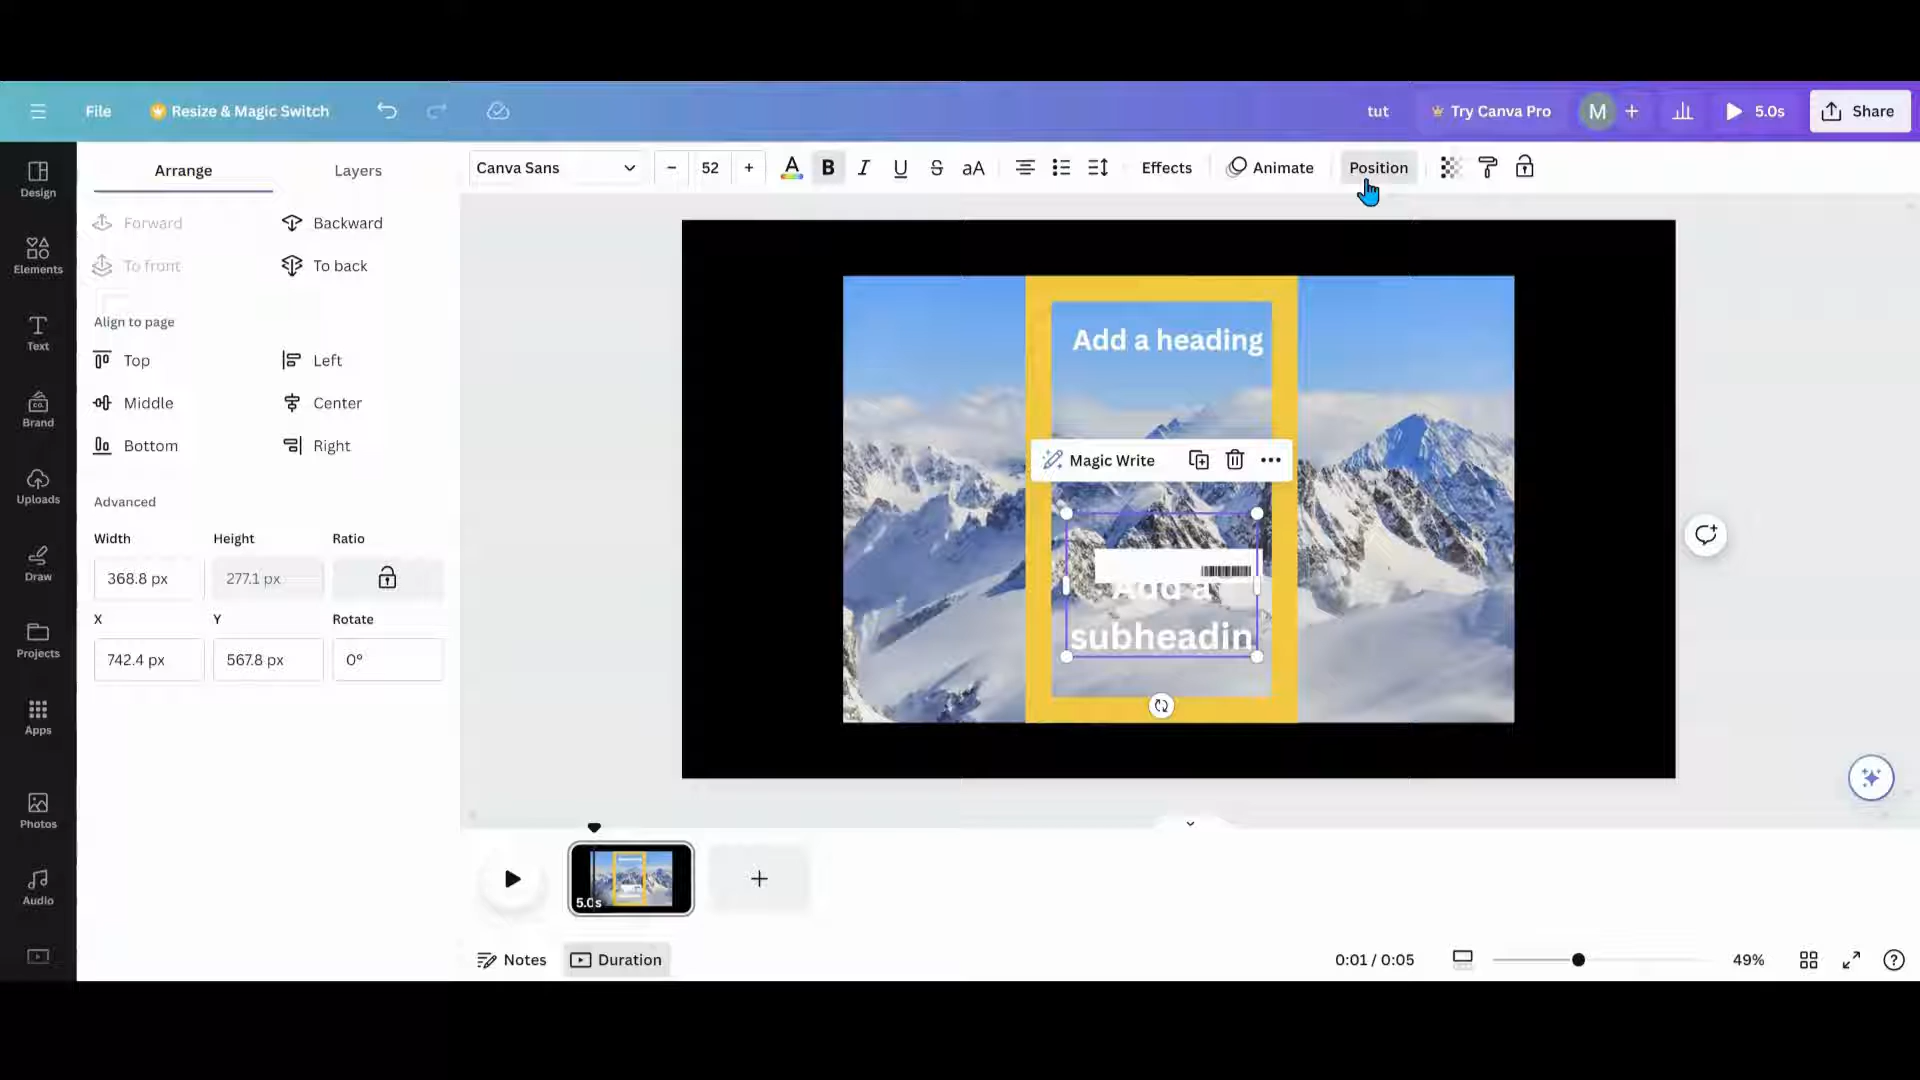 File
Resize & Magic Switch
tut
Try Canva Pro
M
5.0s
Share
Design
Elements
Text
Brand
Uploads
Draw
Projects
Apps
Photos
Audio
Arrange
Layers
Forward
Backward
To front
To back
Align to page
Top
Left
Middle
Center
Bottom
Right
Advanced
Width
Height
Ratio
368.8 px
277.1 px
X
Y
Rotate
742.4 px
567.8 px
0°
Canva Sans
− 52 +
A
B
I
U
S
aA
Effects
Animate
Position
Add a heading
Magic Write
Add a
subheadin
5.0s
Notes
Duration
0:01 / 0:05
49%